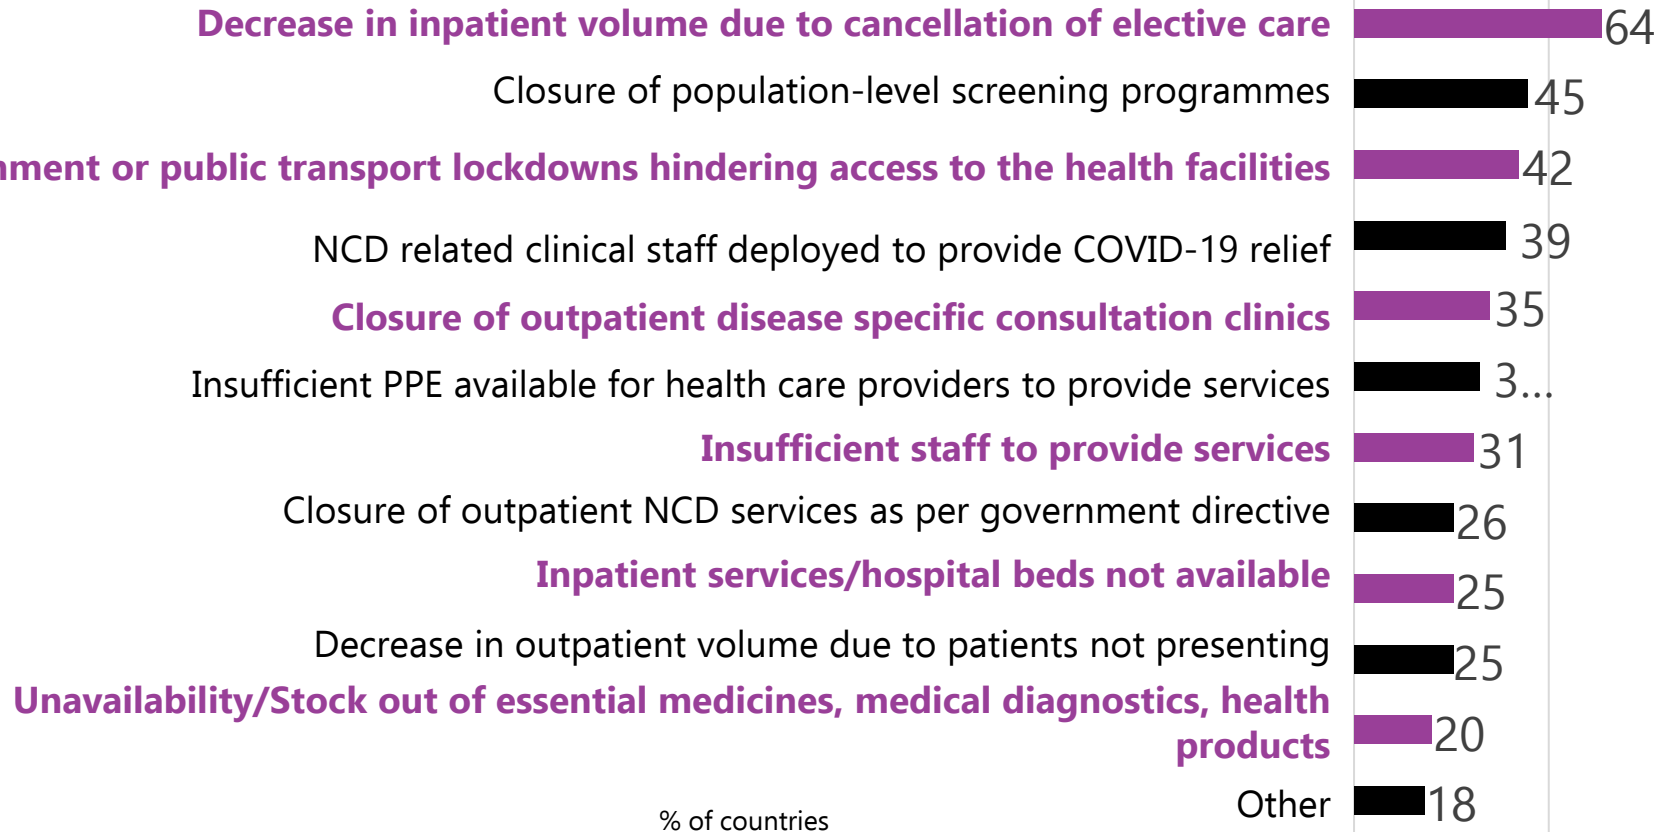 Decrease in inpatient volume due to cancellation of elective care 64
Closure of population-level screening programmes 45
or public transport lockdowns hindering access to the health facilities 42
NCD related clinical staff deployed to provide COVID-19 relief 39
Closure of outpatient disease specific consultation clinics 35
Insufficient PPE available for health care providers to provide services 3...
Insufficient staff to provide services 31
Closure of outpatient NCD services as per government directive 26
Inpatient services/hospital beds not available 25
Decrease in outpatient volume due to patients not presenting 25
Unavailability/Stock out of essential medicines, medical diagnostics, health
products 20
Other 18
% of countries